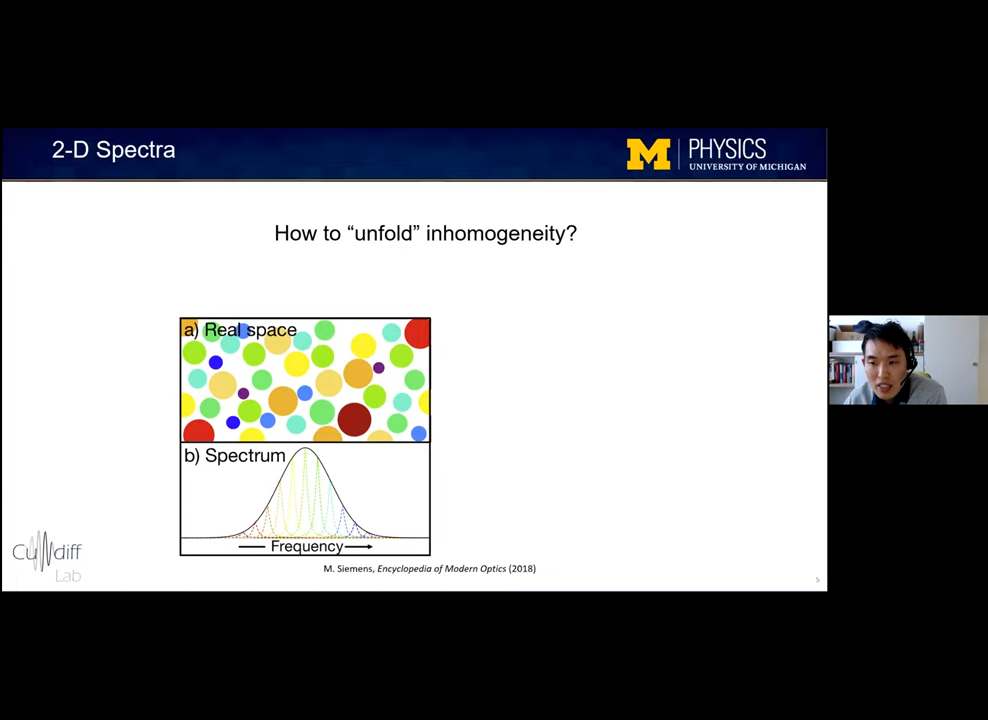 2-D Spectra
M | PHYSICS
UNIVERSITY OF MICHIGAN
How to “unfold” inhomogeneity?
a) Real space
b) Spectrum
Frequency
M. Siemens, Encyclopedia of Modern Optics (2018)
Cundiff
Lab
5